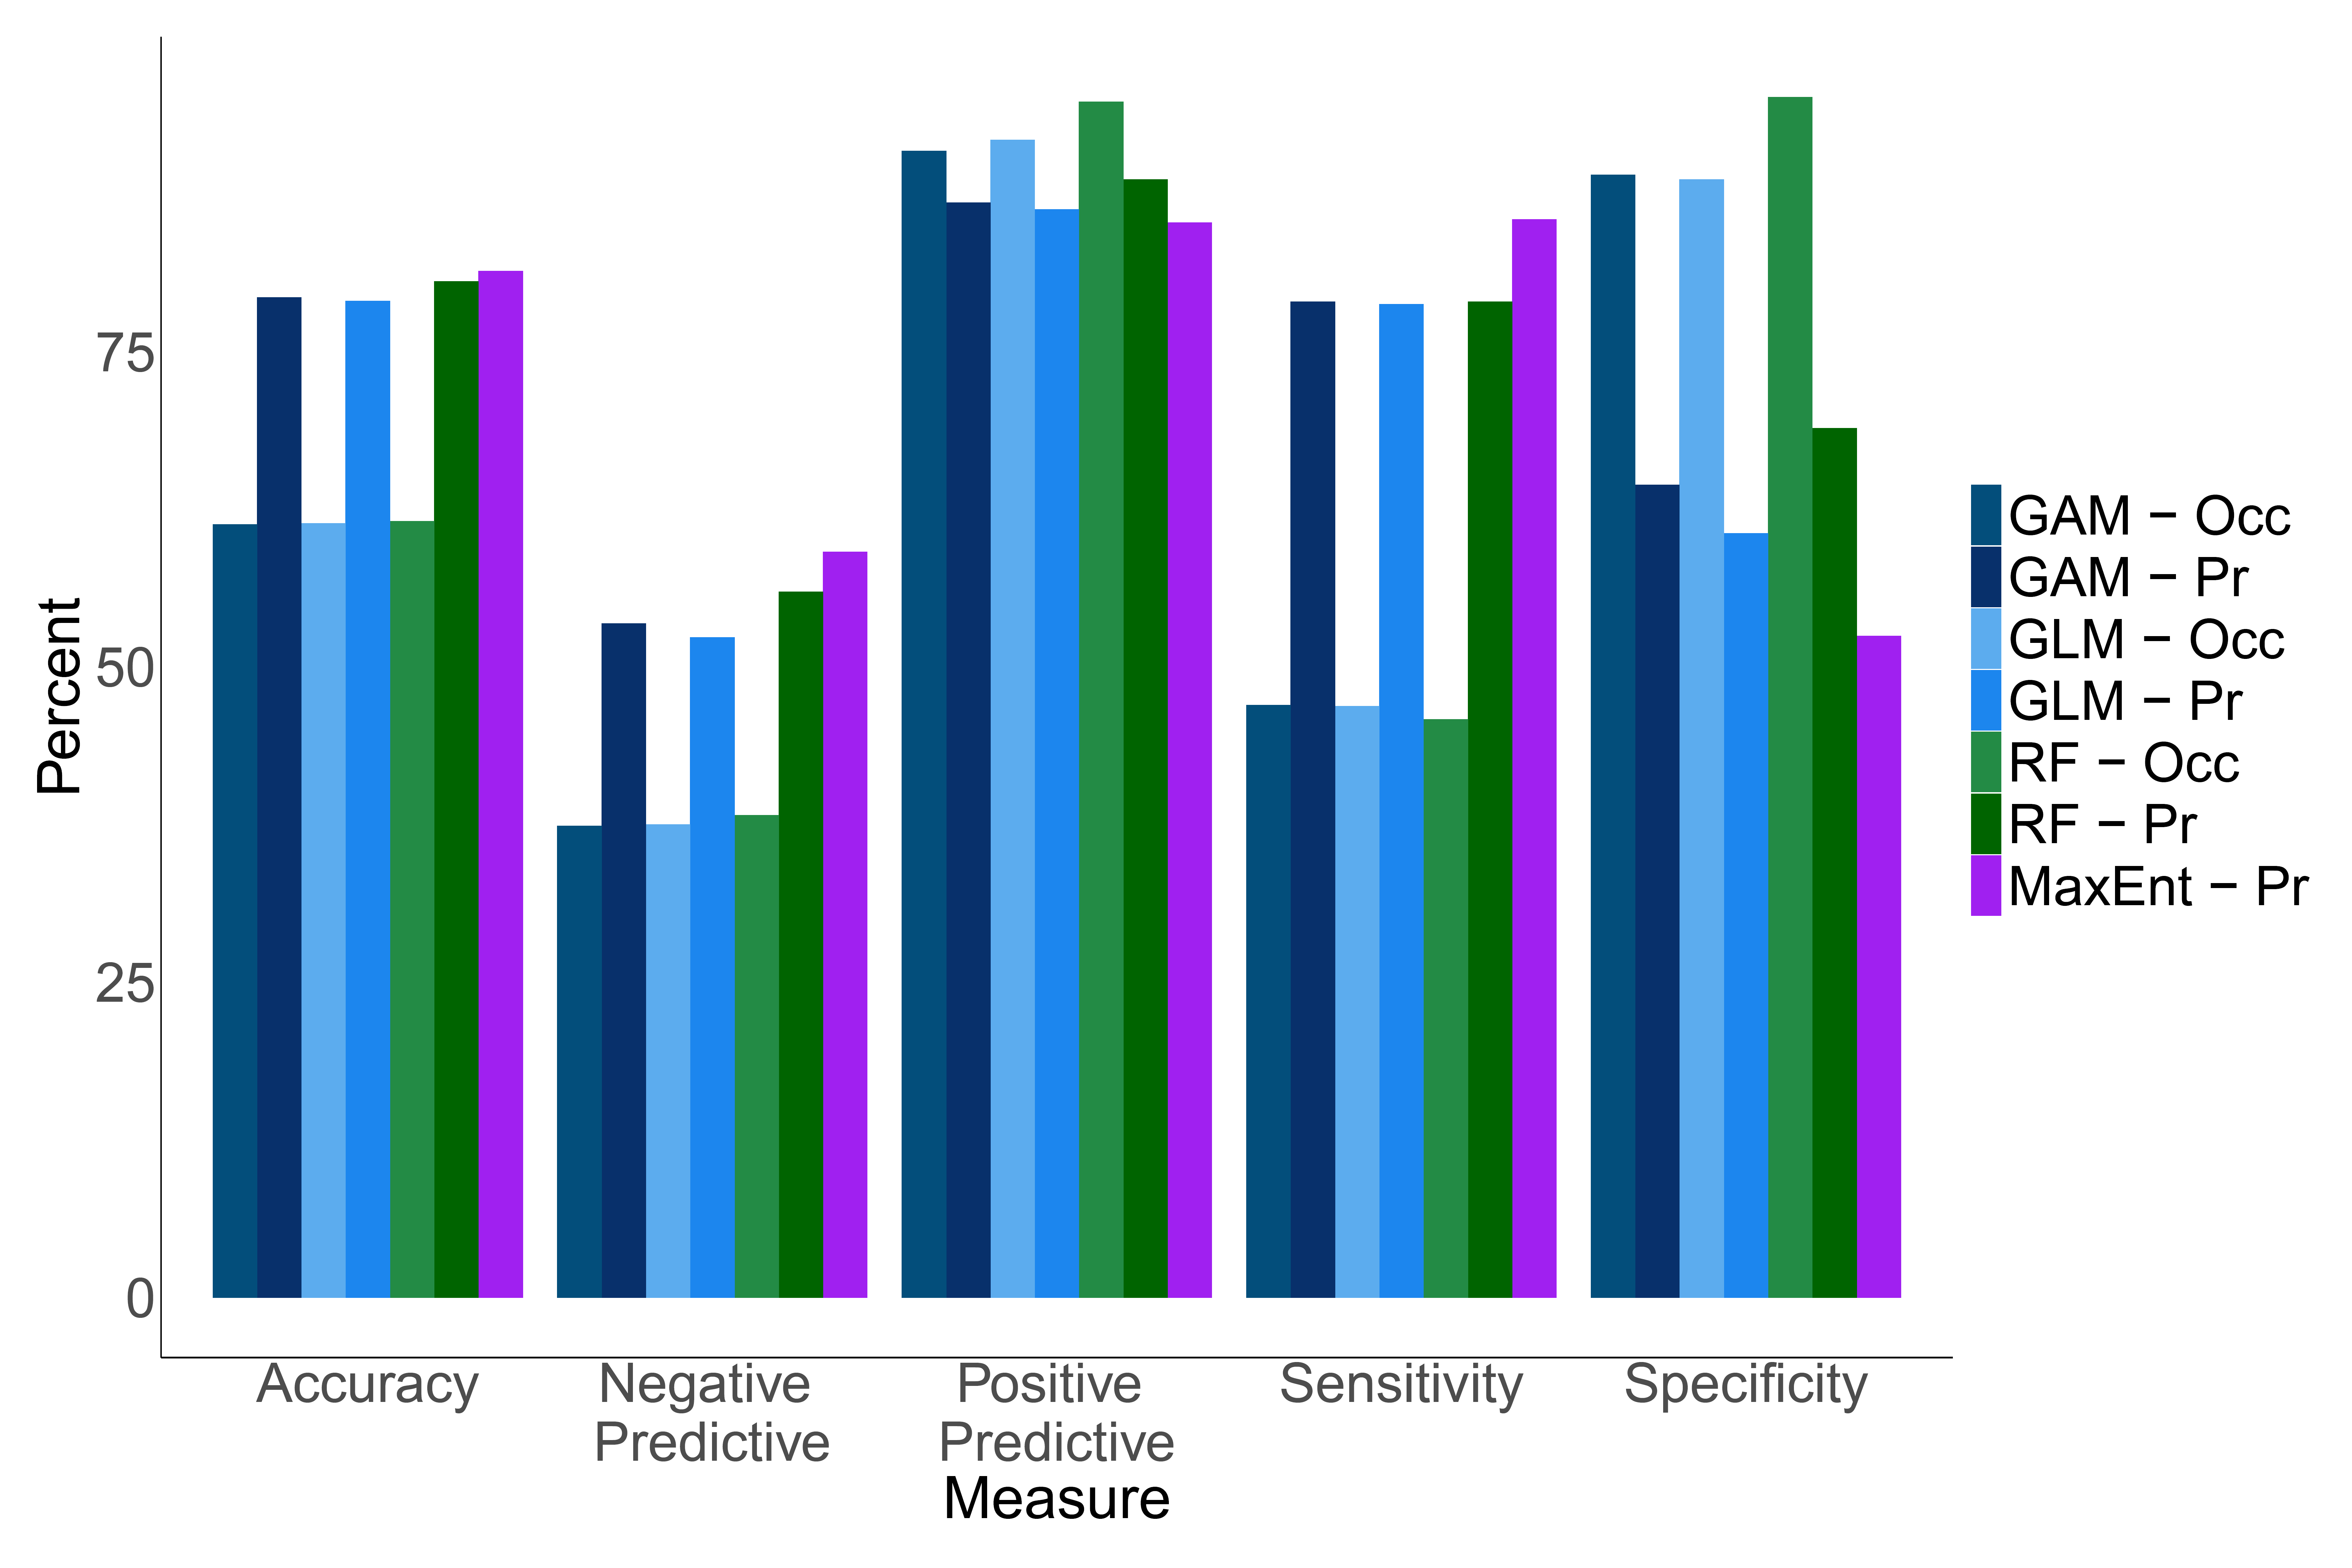 Percent
75
50
25
0
Accuracy
Negative
Predictive
Positive
Predictive
Sensitivity
Specificity
Measure
GAM − Occ
GAM − Pr
GLM − Occ
GLM − Pr
RF − Occ
RF − Pr
MaxEnt − Pr